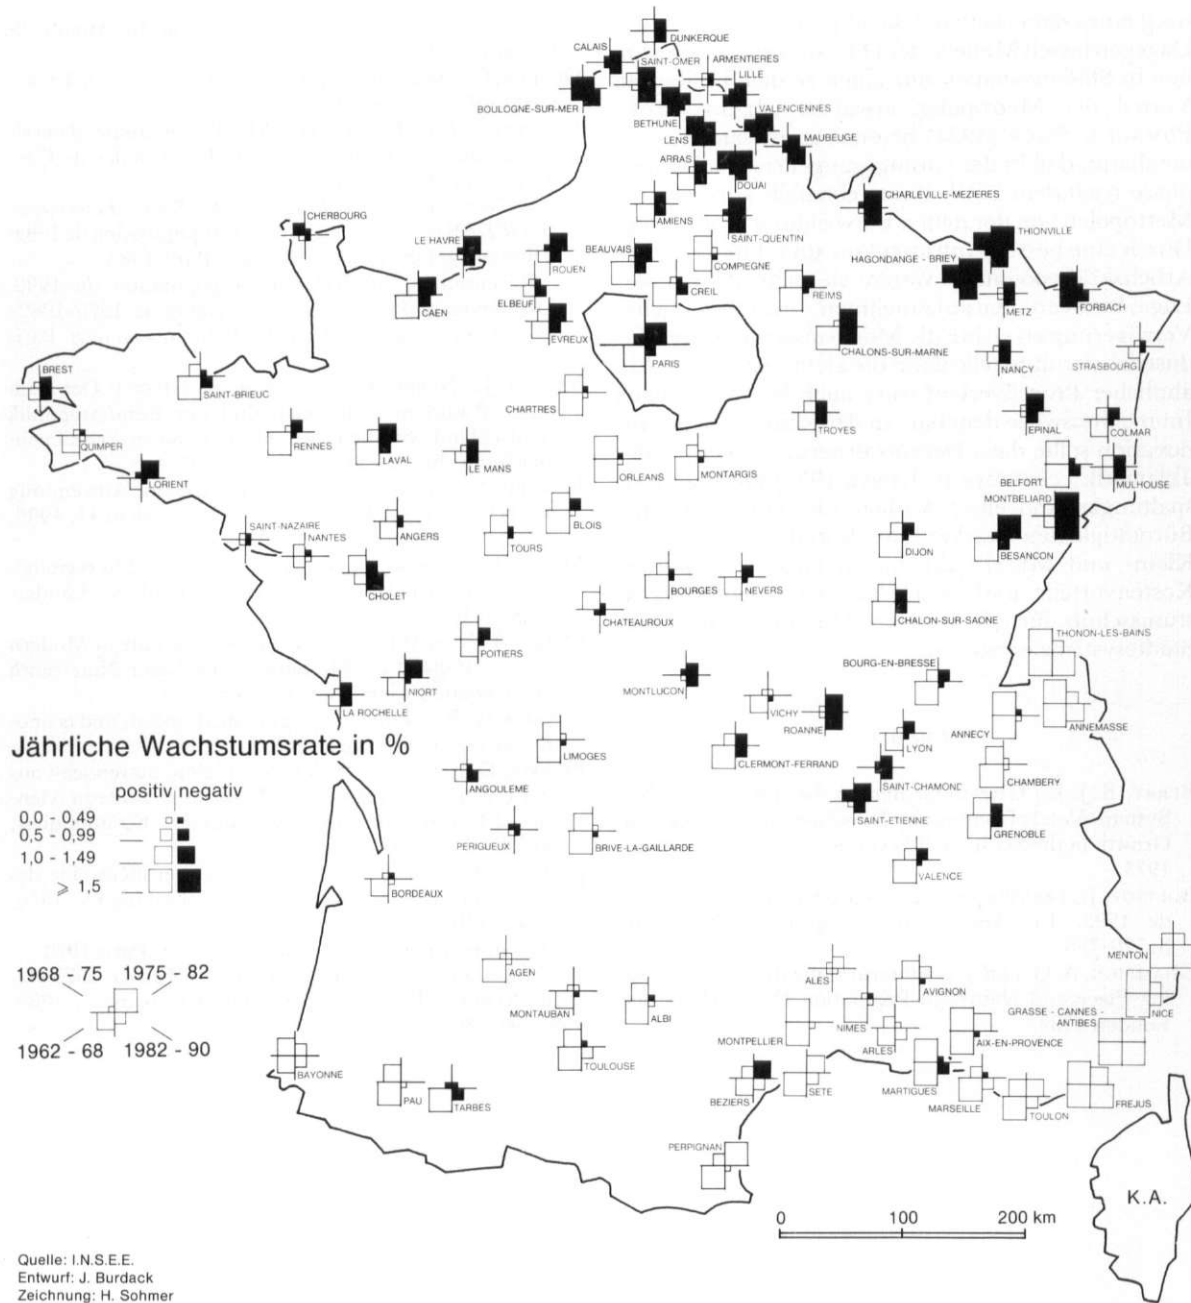 DUNKERQUE
CALAIS
SAINT-OMER
ARMENTIERES
LILLE
BOULOGNE-SUR-MER
VALENCIENNES
BETHUNE
LENS
MAUBEUGE
ARRAS
DOUAI
CHARLEVILLE-MEZIERES
CHERBOURG
AMIENS
SAINT-QUENTIN
THIONVILLE
LE HAVRE
HAGONDANGE - BRIEY
BEAUVAIS
COMPIEGNE
ROUEN
CREIL
REIMS
ELBEUF
METZ
FORBACH
CAEN
EVREUX
CHALONS-SUR-MARNE
PARIS
NANCY
STRASBOURG
BREST
SAINT-BRIEUC
CHARTRES
TROYES
EPINAL
COLMAR
QUIMPER
RENNES
LAVAL
LE MANS
ORLEANS
MONTARGIS
BELFORT
MULHOUSE
LORIENT
MONTBELIARD
BLOIS
SAINT-NAZAIRE
NANTES
ANGERS
TOURS
DIJON
BESANCON
CHOLET
BOURGES
NEVERS
CHATEAUROUX
CHALON-SUR-SAONE
THONON-LES-BAINS
POITIERS
BOURG-EN-BRESSE
MONTLUCON
NIORT
LA ROCHELLE
VICHY
ROANNE
ANNECY
ANNEMASSE
Jährliche Wachstumsrate in %
LYON
LIMOGES
CLERMONT-FERRAND
CHAMBERY
ANGOULEME
SAINT-CHAMOND
positiv negativ
0,0 - 0,49
SAINT-ETIENNE
GRENOBLE
0,5 - 0,99
PERIGUEUX
BRIVE-LA-GAILLARDE
1,0 - 1,49
VALENCE
⩾ 1,5
BORDEAUX
MENTON
1968 - 75 1975 - 82
AGEN
ALES
AVIGNON
MONTAUBAN
ALBI
NIMES
GRASSE - CANNES -
ANTIBES
NICE
MONTPELLIER
ARLES
AIX-EN-PROVENCE
1962 - 68 1982 - 90
TOULOUSE
BAYONNE
PAU
TARBES
BEZIERS
SETE
MARTIGUES
MARSEILLE
TOULON
FREJUS
PERPIGNAN
K.A.
0 100 200 km
Quelle: I.N.S.E.E.
Entwurf: J. Burdack
Zeichnung: H. Sohmer